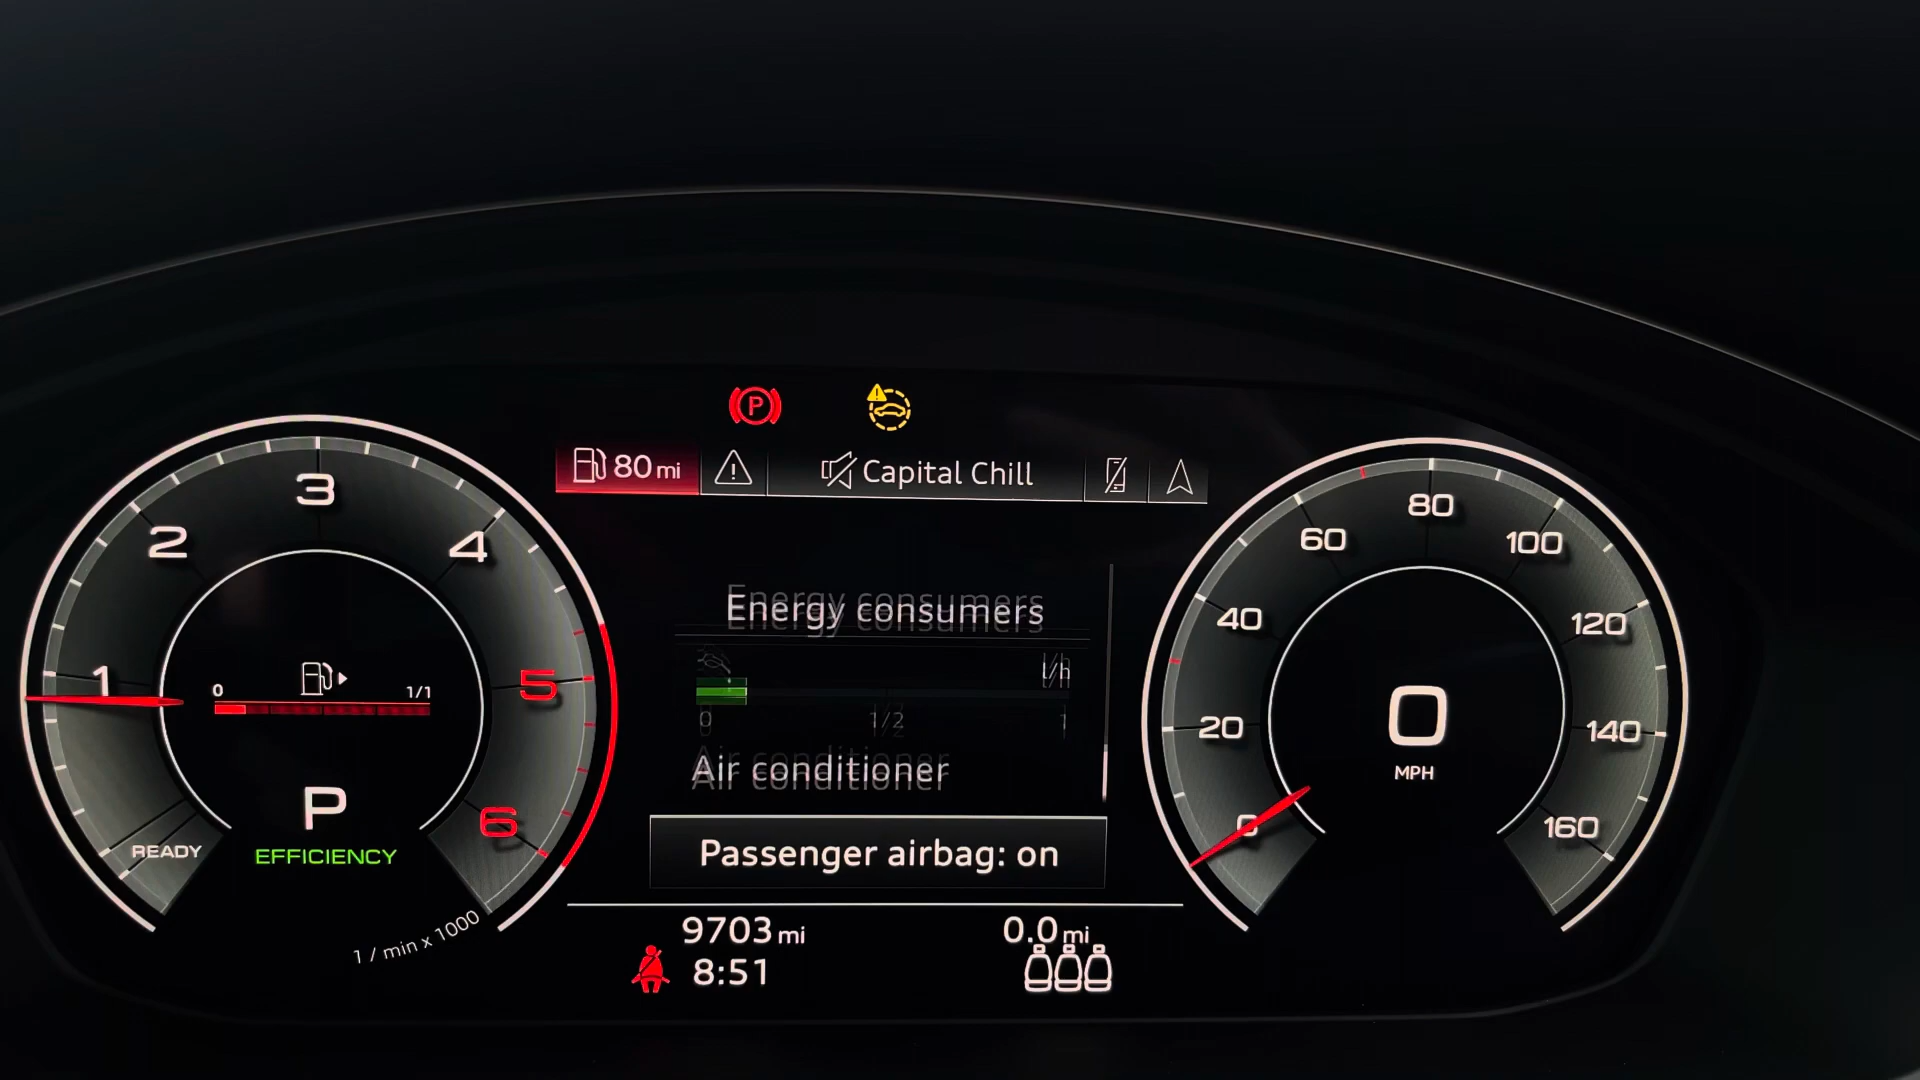 P
80 mi
Capital Chill
1
2
3
4
5
6
READY
0
1/1
P
EFFICIENCY
1 / min x 1000
Energy consumers
l/h
0
1/2
1
Air conditioner
Passenger airbag: on
9703 mi
0.0 mi
8:51
0
20
40
60
80
100
120
140
160
0
MPH